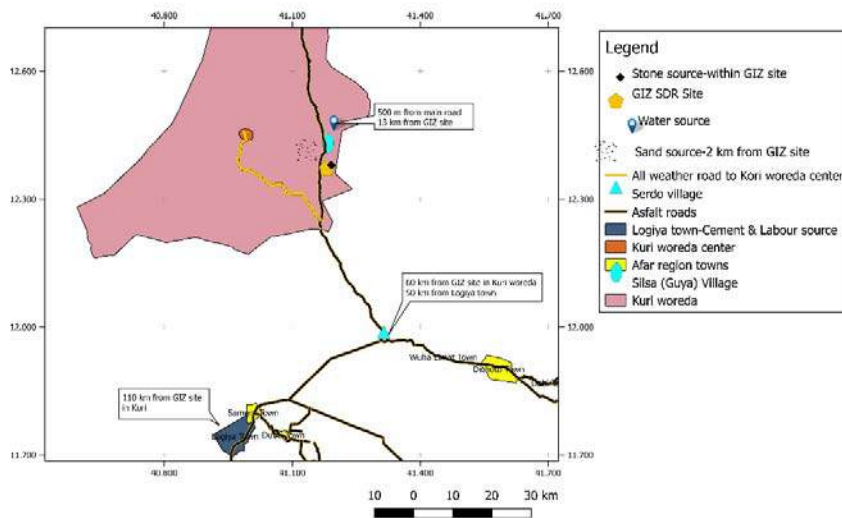 40.800 41.100 41.400 41.700
12.600
12.600
500 m from main road
13 km from GIZ site
12.300
12.300
60 km from GIZ site in Kuri woreda
50 km from Logiya town
12.000
12.000
Wuha Limat Town
110 km from GIZ site
in Kuri
Samera Town
Logiya Town
11.700
11.700
40.800 41.100 41.400 41.700
10 0 10 20 30 km
Legend
Stone source-within GIZ site
GIZ SDR Site
Water source
Sand source-2 km from GIZ site
All weather road to Kori woreda center
Serdo village
Asfalt roads
Logiya town-Cement & Labour source
Kuri woreda center
Afar region towns
Silsa (Guya) Village
Kuri woreda